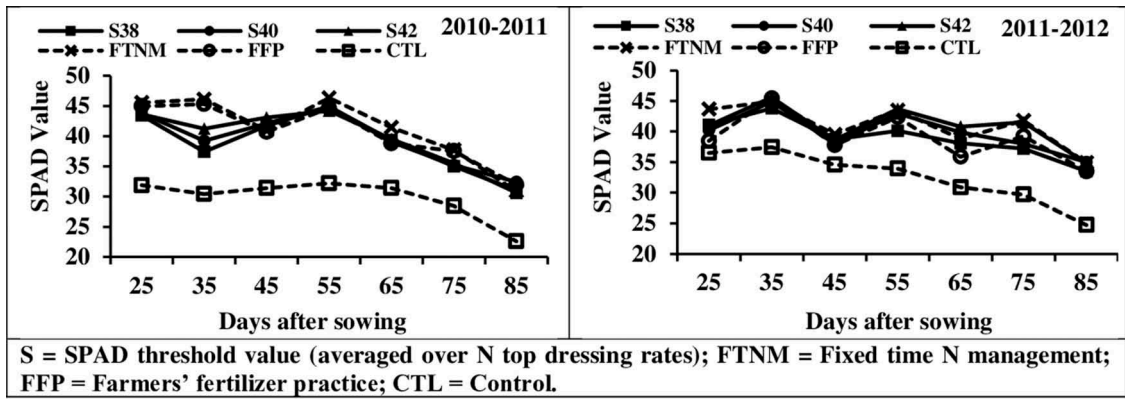 S38 S40 S42 2010-2011
FTNM FFP CTL
50
45
40
35
30
25
20
SPAD Value
25 35 45 55 65 75 85
Days after sowing
S38 S40 S42 2011-2012
FTNM FFP CTL
50
45
40
35
30
25
20
SPAD Value
25 35 45 55 65 75 85
Days after sowing
S = SPAD threshold value (averaged over N top dressing rates); FTNM = Fixed time N management;
FFP = Farmers’ fertilizer practice; CTL = Control.